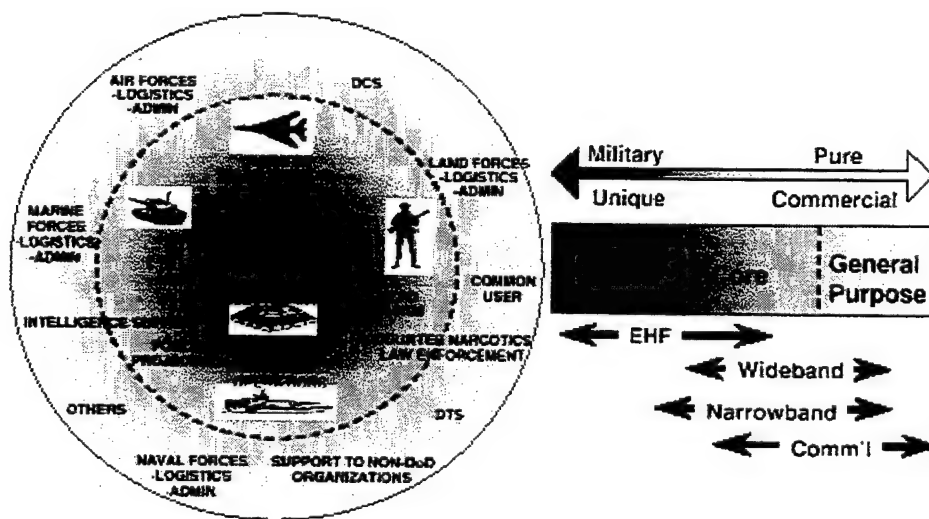 AIR FORCES
-LOGISTICS
-ADMIN
DCS
LAND FORCES
-LOGISTICS
-ADMIN
MARINE
FORCES
-LOGISTICS
-ADMIN
COMMON
USER
INTELLIGENCE
COUNTER NARCOTICS
LAW ENFORCEMENT
OTHERS
DTS
NAVAL FORCES
-LOGISTICS
-ADMIN
SUPPORT TO NON-DoD
ORGANIZATIONS
Military
Unique
Pure
Commercial
General
Purpose
EHF
Wideband
Narrowband
Comm'l